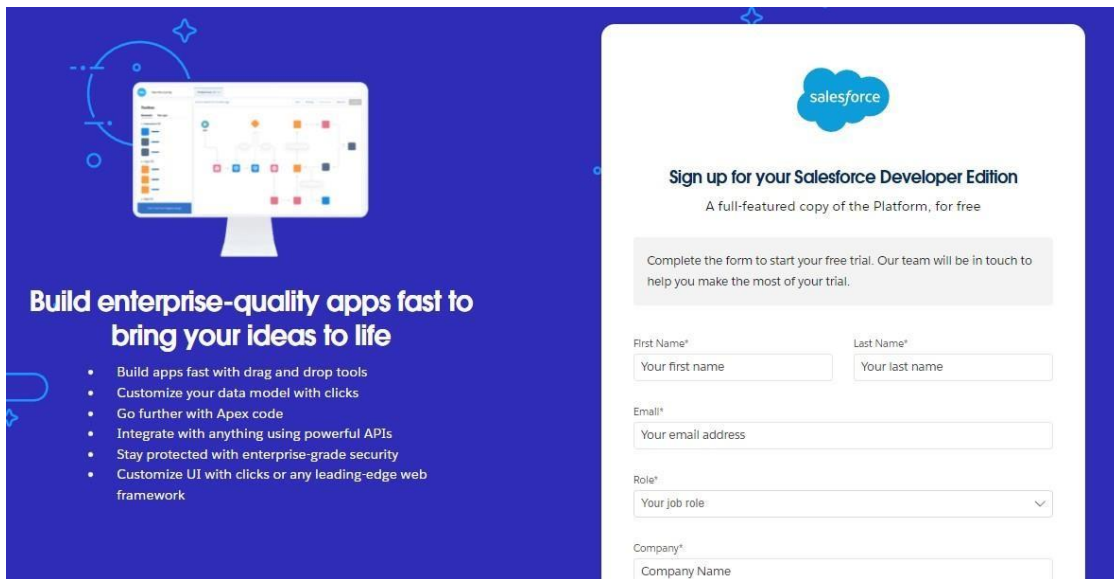 Build enterprise-quality apps fast to
bring your ideas to life
• Build apps fast with drag and drop tools
• Customize your data model with clicks
• Go further with Apex code
• Integrate with anything using powerful APIs
• Stay protected with enterprise-grade security
• Customize UI with clicks or any leading-edge web
framework
salesforce
Sign up for your Salesforce Developer Edition
A full-featured copy of the Platform, for free
Complete the form to start your free trial. Our team will be in touch to
help you make the most of your trial.
First Name* Last Name*
Your first name Your last name
Email*
Your email address
Role*
Your job role
Company*
Company Name